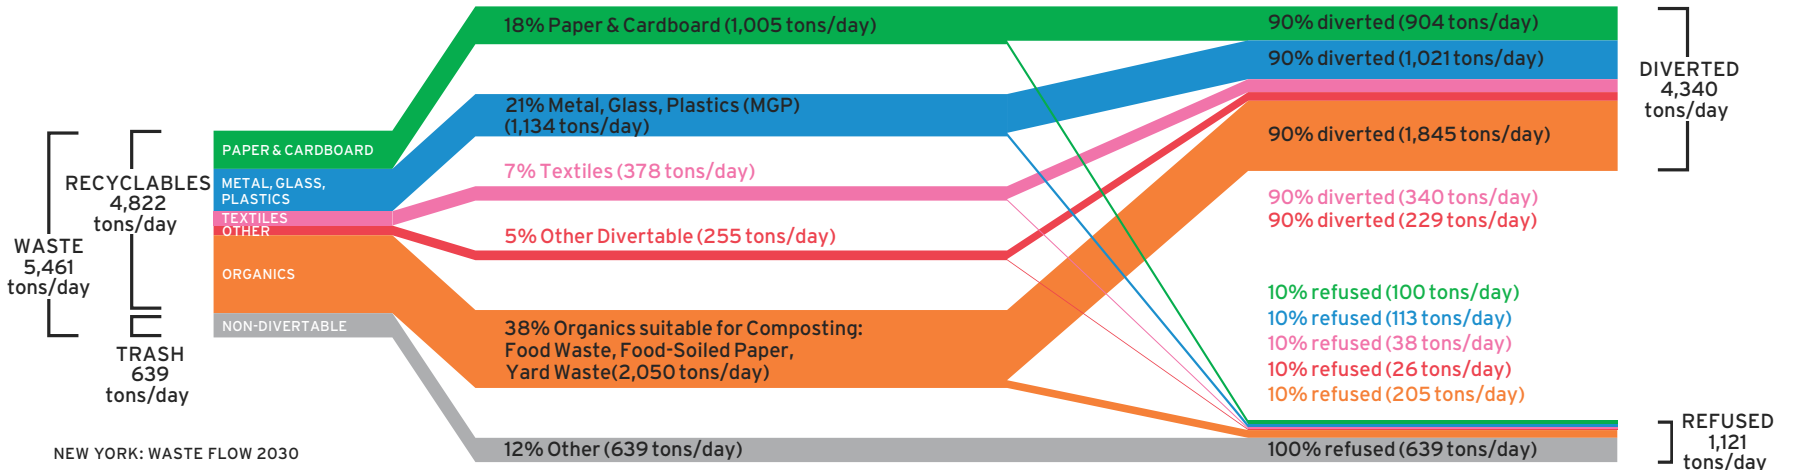 WASTE
5,461
tons/day
RECYCLABLES
4,822
tons/day
TRASH
639
tons/day
PAPER & CARDBOARD
METAL, GLASS,
PLASTICS
TEXTILES
OTHER
ORGANICS
NON-DIVERTABLE
18% Paper & Cardboard (1,005 tons/day)
21% Metal, Glass, Plastics (MGP)
(1,134 tons/day)
7% Textiles (378 tons/day)
5% Other Divertable (255 tons/day)
38% Organics suitable for Composting:
Food Waste, Food-Soiled Paper,
Yard Waste(2,050 tons/day)
12% Other (639 tons/day)
90% diverted (904 tons/day)
90% diverted (1,021 tons/day)
90% diverted (1,845 tons/day)
90% diverted (340 tons/day)
90% diverted (229 tons/day)
10% refused (100 tons/day)
10% refused (113 tons/day)
10% refused (38 tons/day)
10% refused (26 tons/day)
10% refused (205 tons/day)
100% refused (639 tons/day)
DIVERTED
4,340
tons/day
REFUSED
1,121
tons/day
NEW YORK: WASTE FLOW 2030